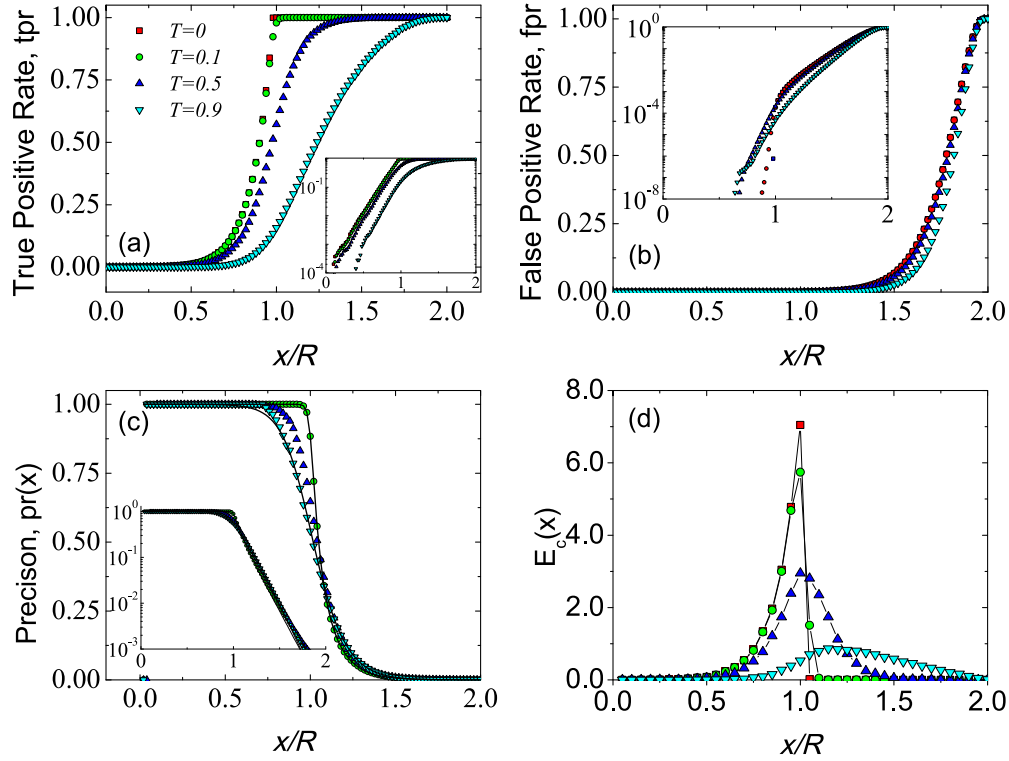 True Positive Rate, tpr
1.00
0.75
0.50
0.25
0.00
T=0
T=0.1
T=0.5
T=0.9
(a)
10⁻¹
10⁻⁴
0 1 2
0.0 0.5 1.0 1.5 2.0
x/R
False Positive Rate, fpr
1.00
0.75
0.50
0.25
0.00
10⁰
10⁻⁴
10⁻⁸
0 1 2
(b)
0.0 0.5 1.0 1.5 2.0
x/R
Precison, pr(x)
1.00
0.75
0.50
0.25
0.00
(c)
10⁰
10⁻¹
10⁻²
10⁻³
0 1 2
0.0 0.5 1.0 1.5 2.0
x/R
E_c(x)
8.0
6.0
4.0
2.0
0.0
(d)
0.0 0.5 1.0 1.5 2.0
x/R